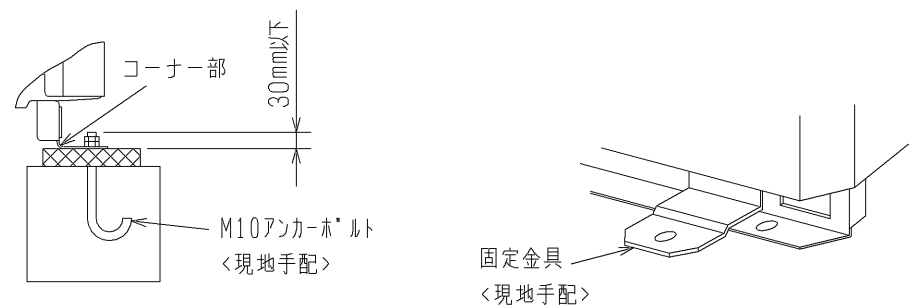 コーナー部
30mm以下
M10アンカーボルト
<現地手配>
固定金具
<現地手配>